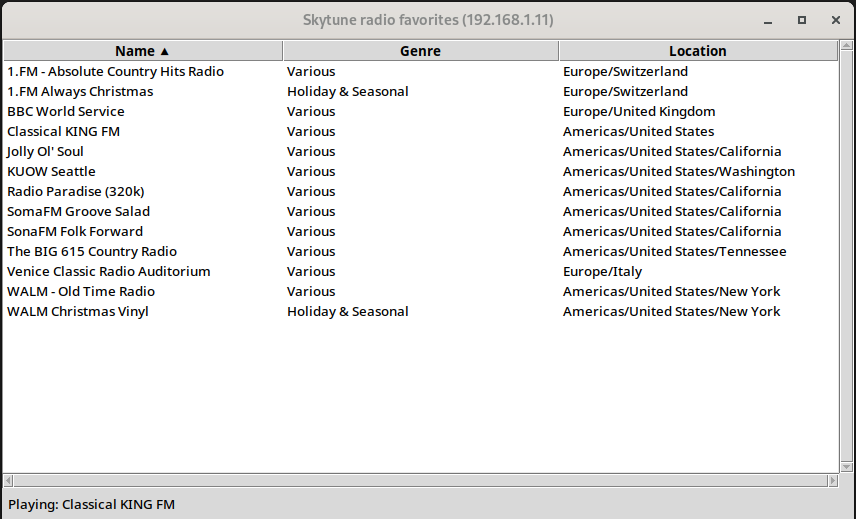 Skytune radio favorites (192.168.1.11)
Name ▲ Genre Location
1.FM - Absolute Country Hits Radio Various Europe/Switzerland
1.FM Always Christmas Holiday & Seasonal Europe/Switzerland
BBC World Service Various Europe/United Kingdom
Classical KING FM Various Americas/United States
Jolly Ol' Soul Various Americas/United States/California
KUOW Seattle Various Americas/United States/Washington
Radio Paradise (320k) Various Americas/United States/California
SomaFM Groove Salad Various Americas/United States/California
SonaFM Folk Forward Various Americas/United States/California
The BIG 615 Country Radio Various Americas/United States/Tennessee
Venice Classic Radio Auditorium Various Europe/Italy
WALM - Old Time Radio Various Americas/United States/New York
WALM Christmas Vinyl Holiday & Seasonal Americas/United States/New York
Playing: Classical KING FM